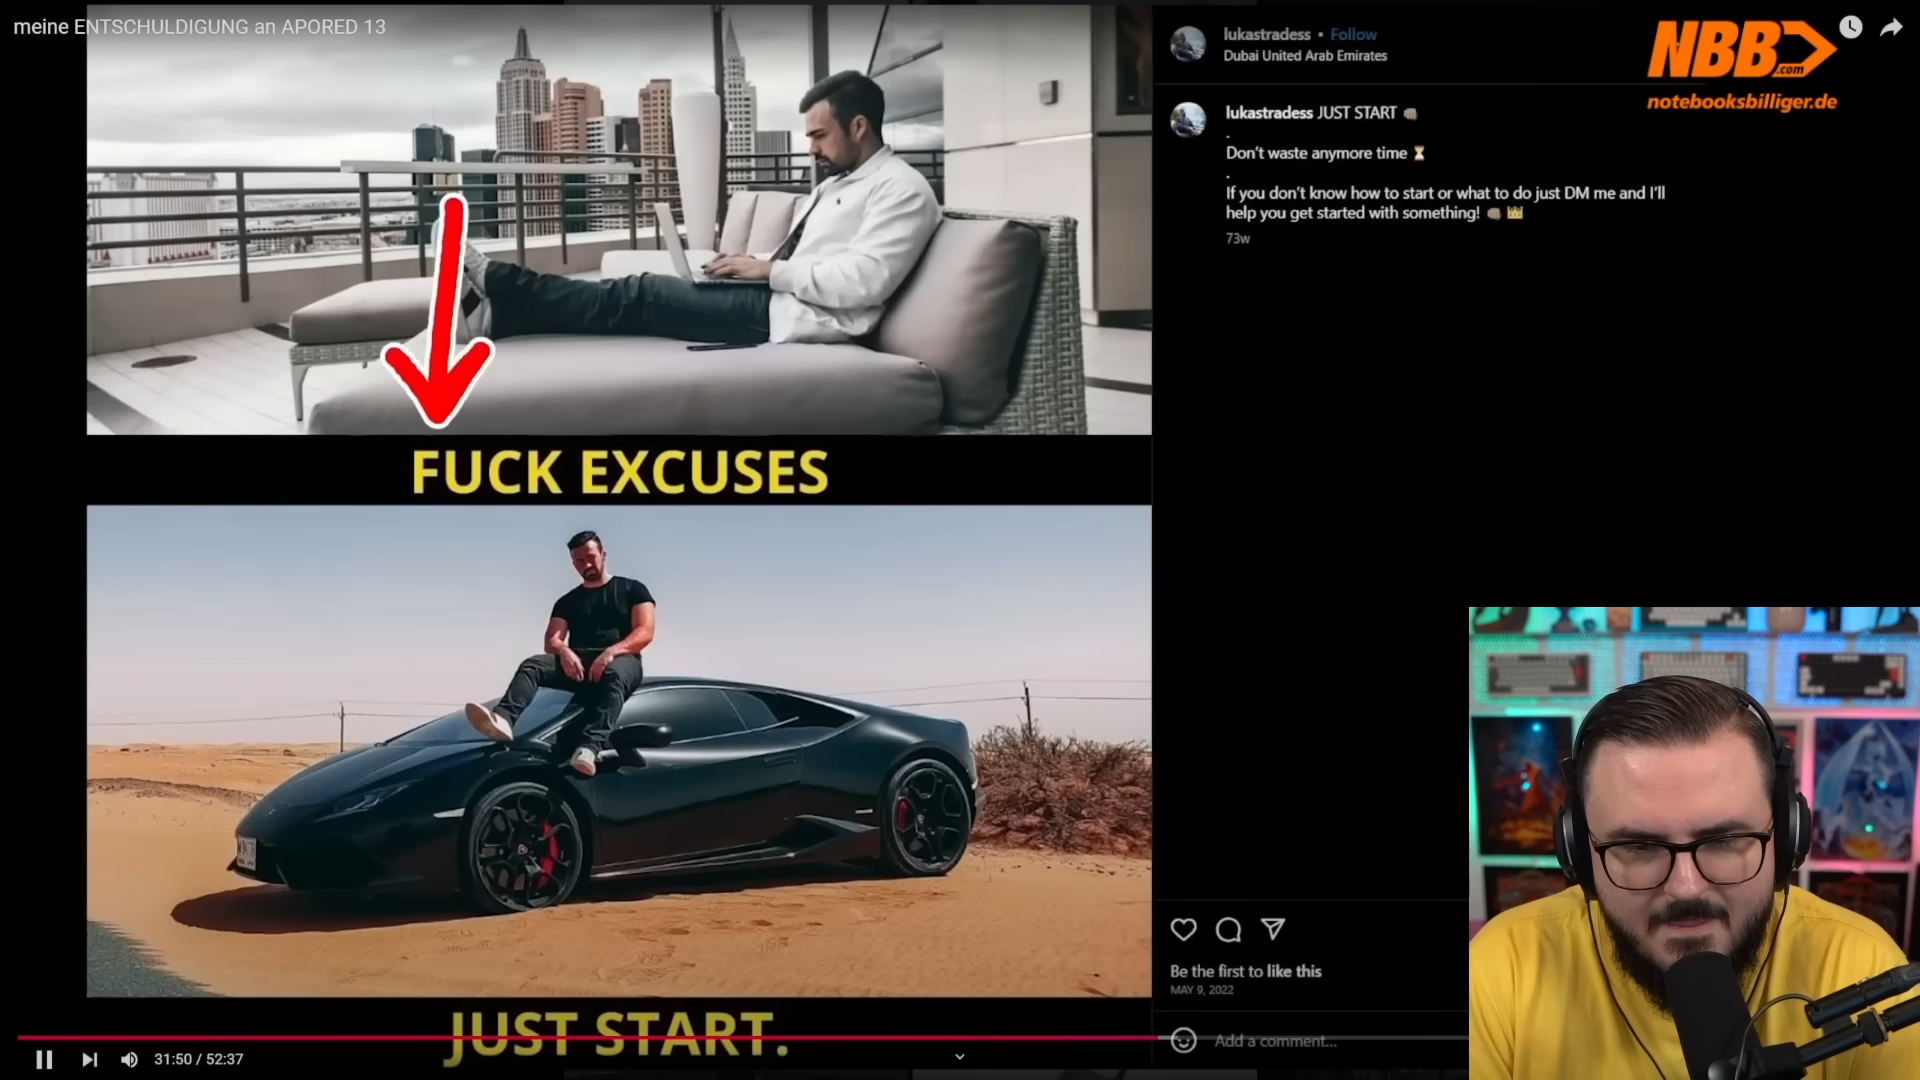 meine ENTSCHULDIGUNG an APORED 13
FUCK EXCUSES
JUST START.
lukastradess • Follow
Dubai United Arab Emirates
lukastradess JUST START
.
Don't waste anymore time
.
If you don't know how to start or what to do just DM me and I'll
help you get started with something!
73w
Be the first to like this
MAY 9, 2022
Add a comment...
NBB.com
notebooksbilliger.de
31:50 / 52:37